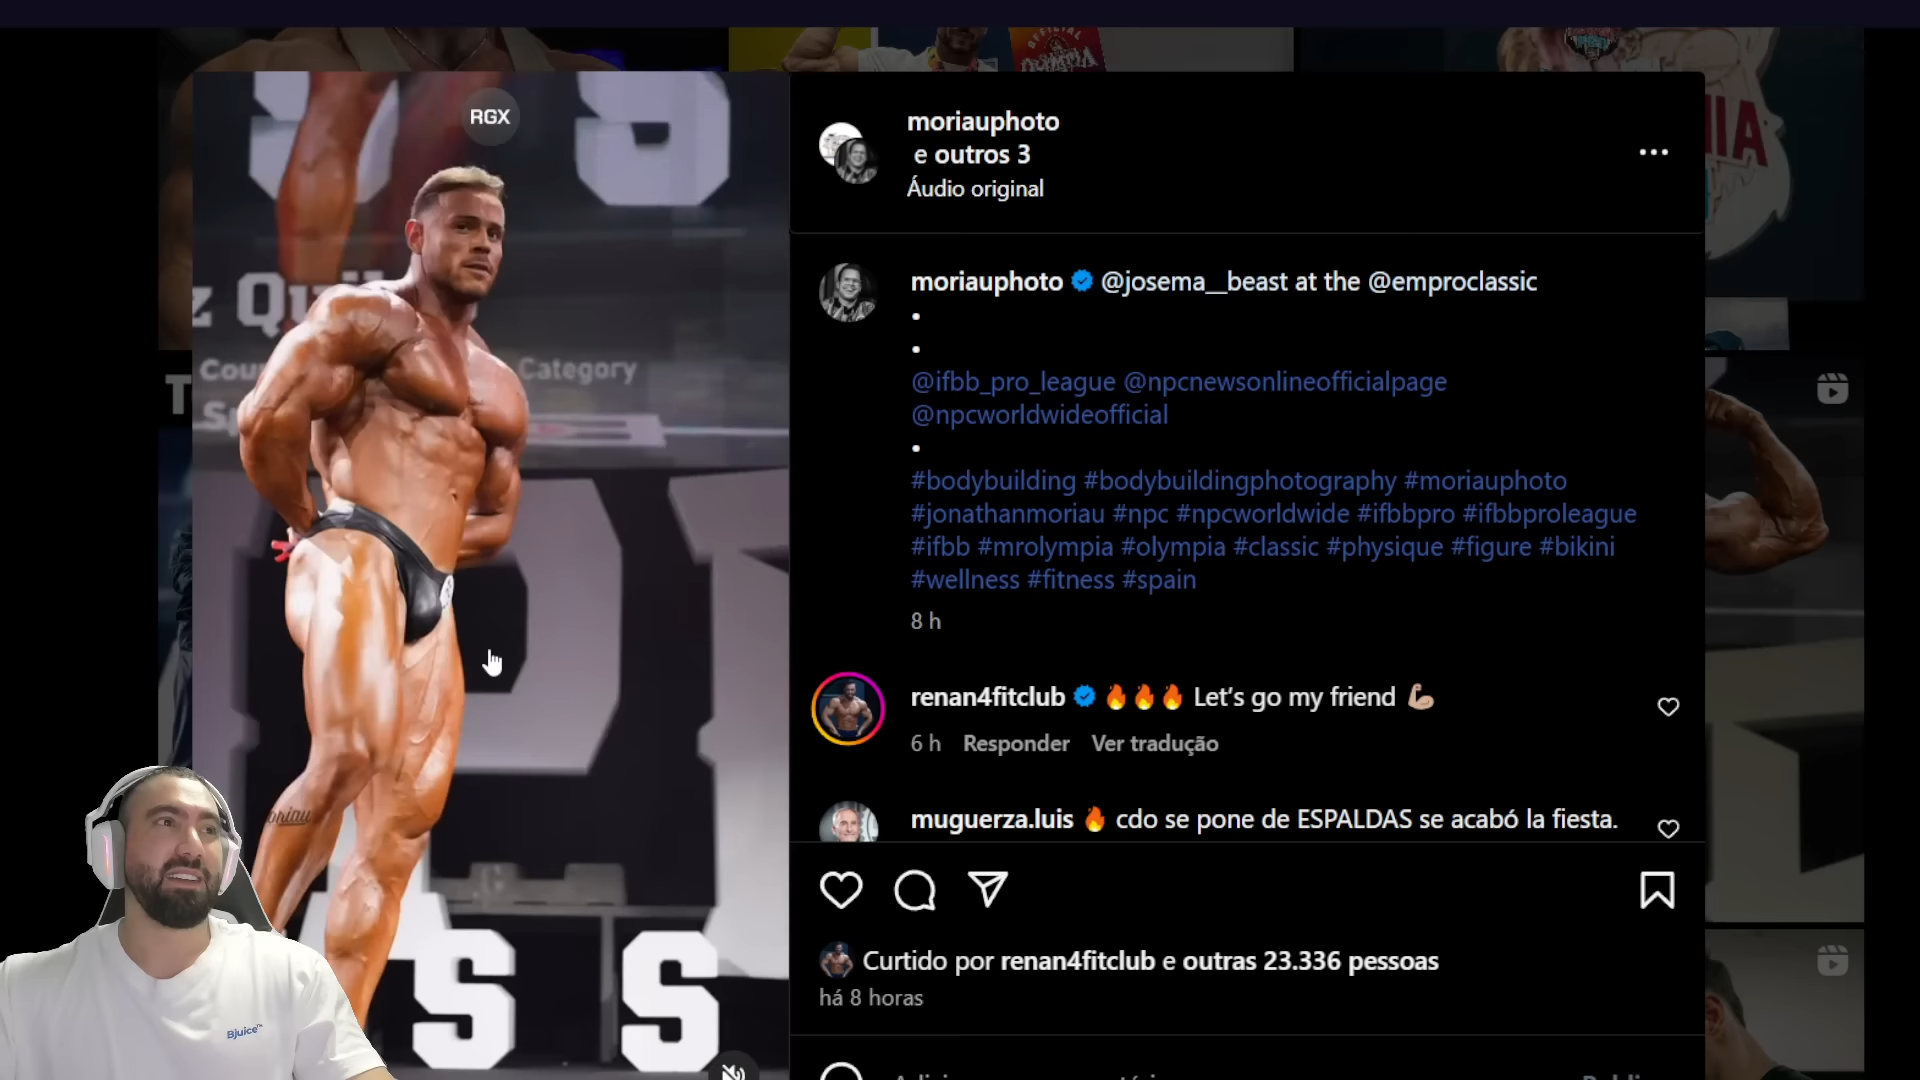 OFFICIAL
RGX
Category
moriauphoto
e outros 3
Áudio original
moriauphoto @josema__beast at the @emproclassic
•
•
@ifbb_pro_league @npcnewsonlineofficialpage
@npcworldwideofficial
•
#bodybuilding #bodybuildingphotography #moriauphoto
#jonathanmoriau #npc #npcworldwide #ifbbpro #ifbbproleague
#ifbb #mrolympia #olympia #classic #physique #figure #bikini
#wellness #fitness #spain
8 h
renan4fitclub 🔥🔥🔥 Let's go my friend 💪🏼
6 h Responder Ver tradução
muguerza.luis 🔥 cdo se pone de ESPALDAS se acabó la fiesta.
Curtido por renan4fitclub e outras 23.336 pessoas
há 8 horas
S S
Bjuice™